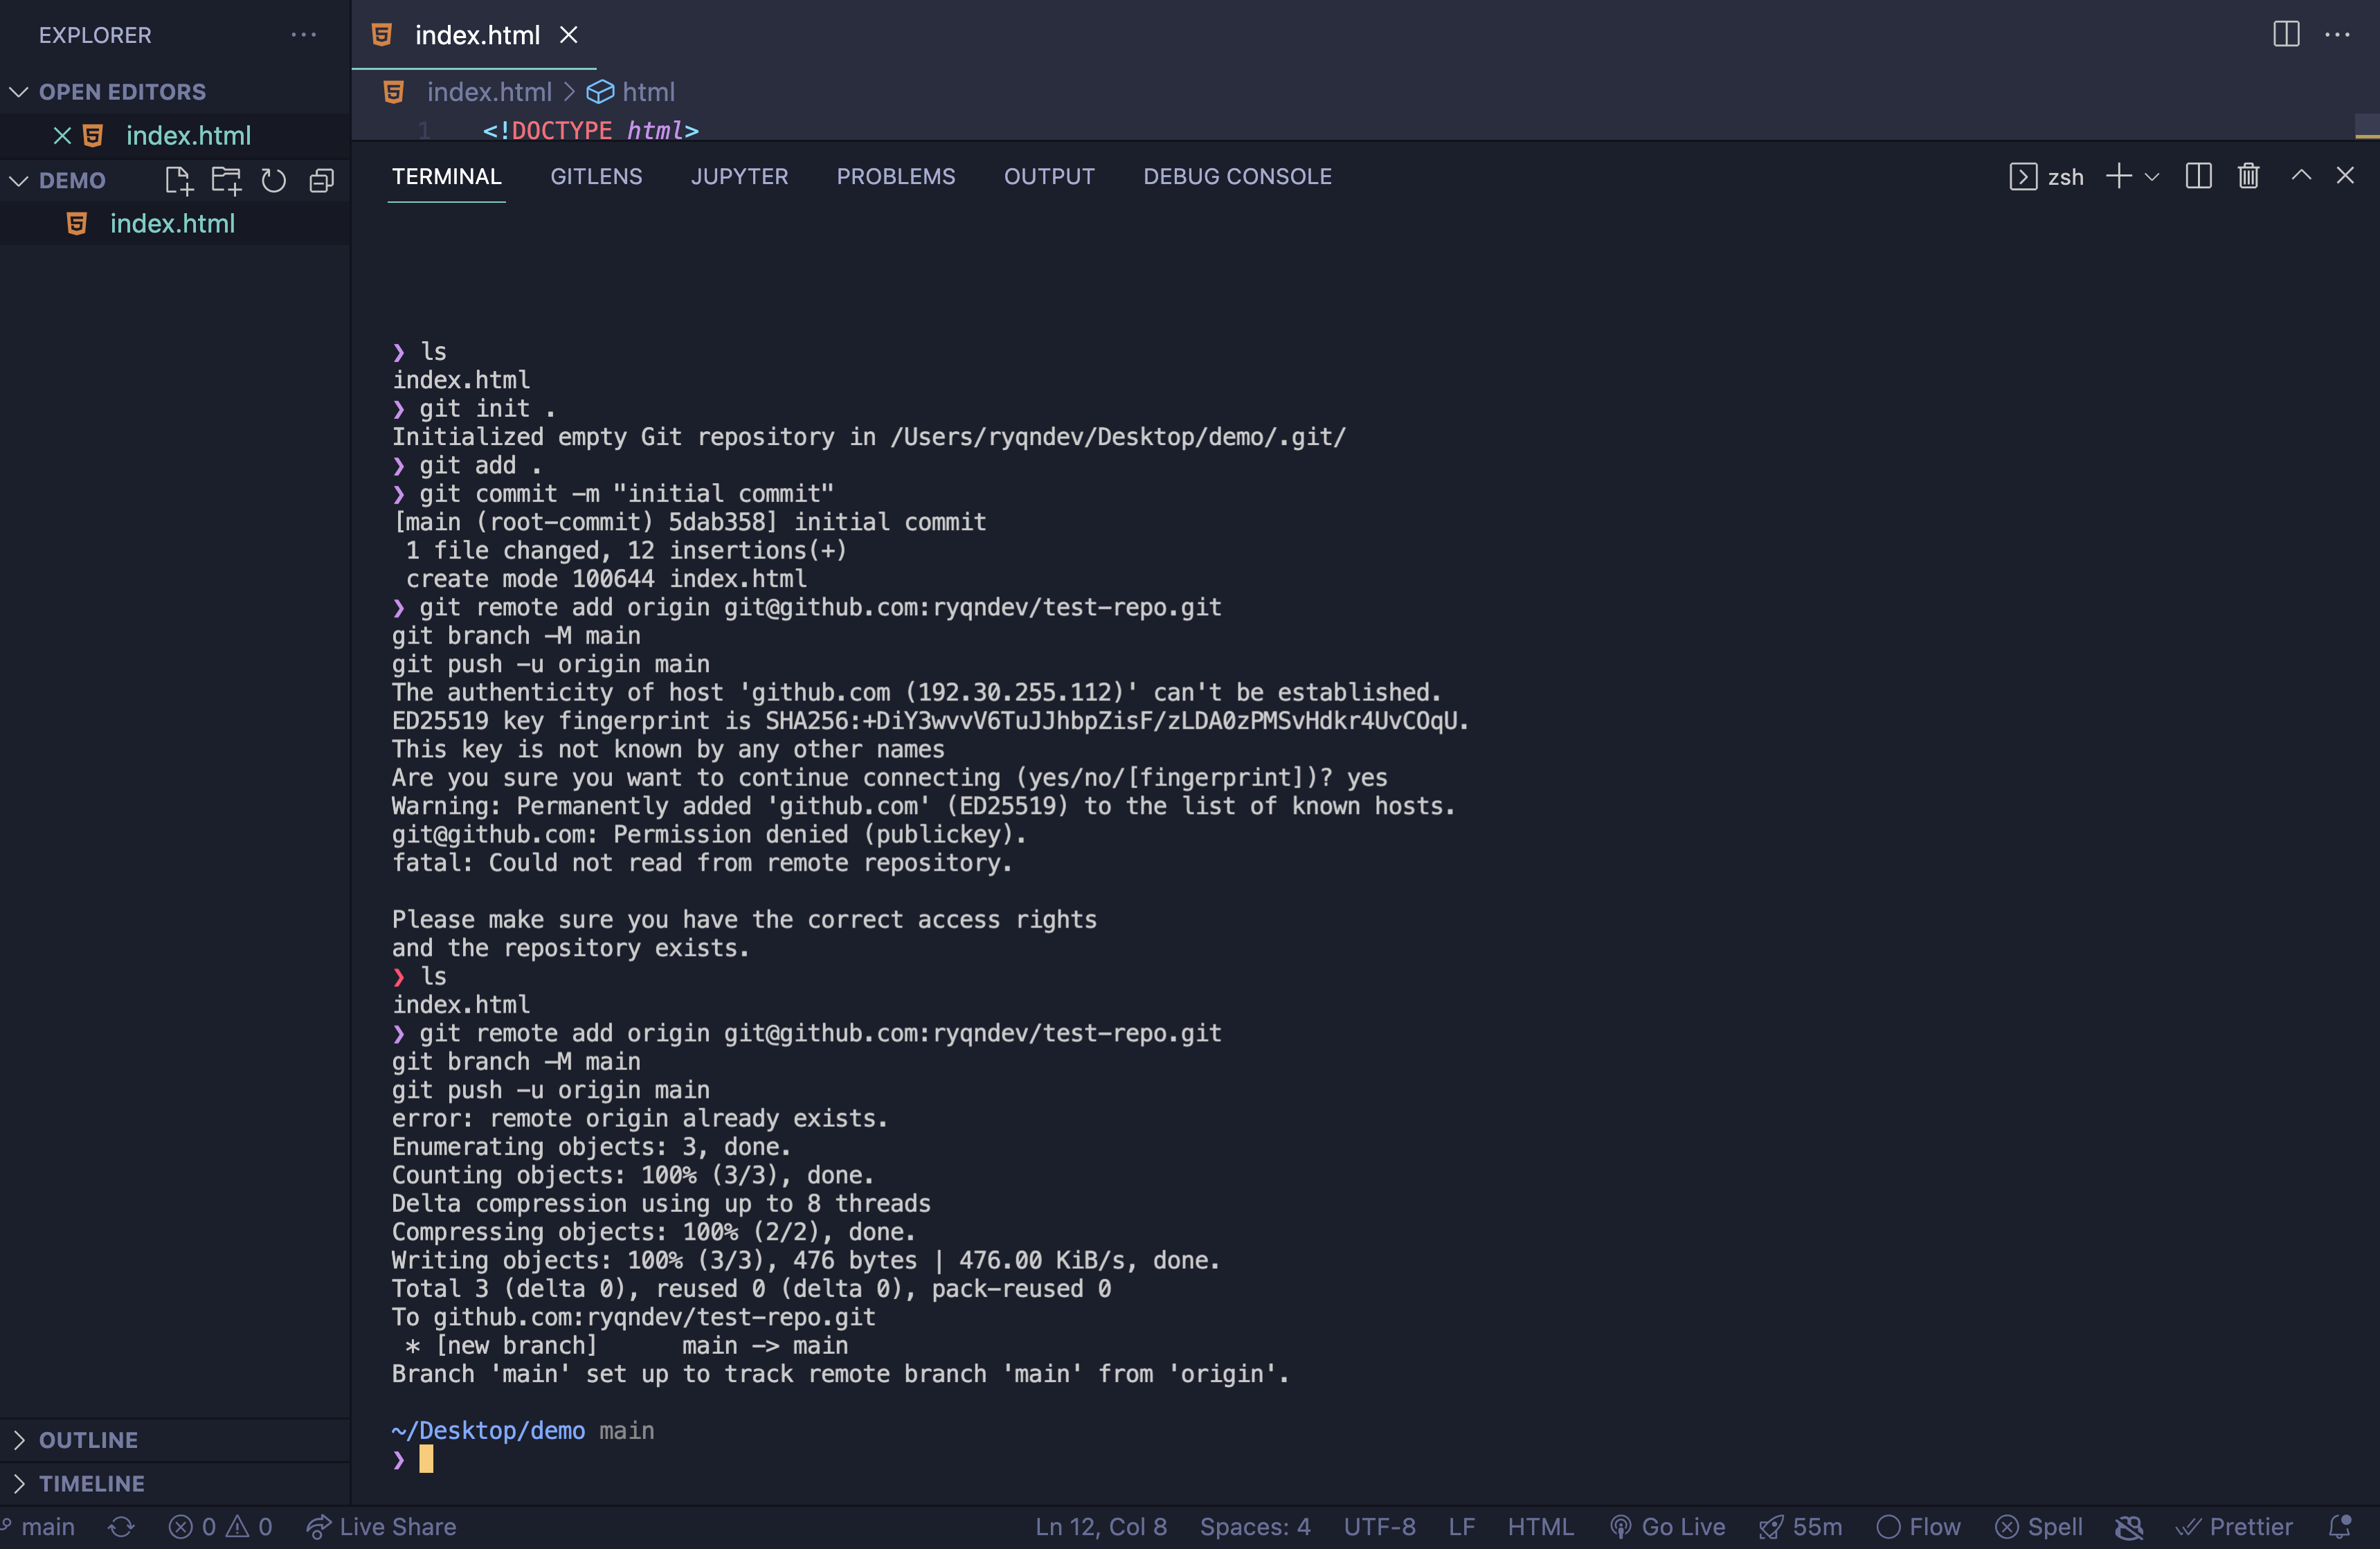 EXPLORER
OPEN EDITORS
index.html
DEMO
index.html
OUTLINE
TIMELINE
index.html
index.html > html
1 <!DOCTYPE html>
TERMINAL GITLENS JUPYTER PROBLEMS OUTPUT DEBUG CONSOLE zsh
❯ ls
index.html
❯ git init .
Initialized empty Git repository in /Users/ryqndev/Desktop/demo/.git/
❯ git add .
❯ git commit -m "initial commit"
[main (root-commit) 5dab358] initial commit
 1 file changed, 12 insertions(+)
 create mode 100644 index.html
❯ git remote add origin git@github.com:ryqndev/test-repo.git
git branch -M main
git push -u origin main
The authenticity of host 'github.com (192.30.255.112)' can't be established.
ED25519 key fingerprint is SHA256:+DiY3wvvV6TuJJhbpZisF/zLDA0zPMSvHdkr4UvCOqU.
This key is not known by any other names
Are you sure you want to continue connecting (yes/no/[fingerprint])? yes
Warning: Permanently added 'github.com' (ED25519) to the list of known hosts.
git@github.com: Permission denied (publickey).
fatal: Could not read from remote repository.

Please make sure you have the correct access rights
and the repository exists.
❯ ls
index.html
❯ git remote add origin git@github.com:ryqndev/test-repo.git
git branch -M main
git push -u origin main
error: remote origin already exists.
Enumerating objects: 3, done.
Counting objects: 100% (3/3), done.
Delta compression using up to 8 threads
Compressing objects: 100% (2/2), done.
Writing objects: 100% (3/3), 476 bytes | 476.00 KiB/s, done.
Total 3 (delta 0), reused 0 (delta 0), pack-reused 0
To github.com:ryqndev/test-repo.git
 * [new branch]      main -> main
Branch 'main' set up to track remote branch 'main' from 'origin'.

~/Desktop/demo main
❯
main 0 0 Live Share Ln 12, Col 8 Spaces: 4 UTF-8 LF HTML Go Live 55m Flow Spell Prettier